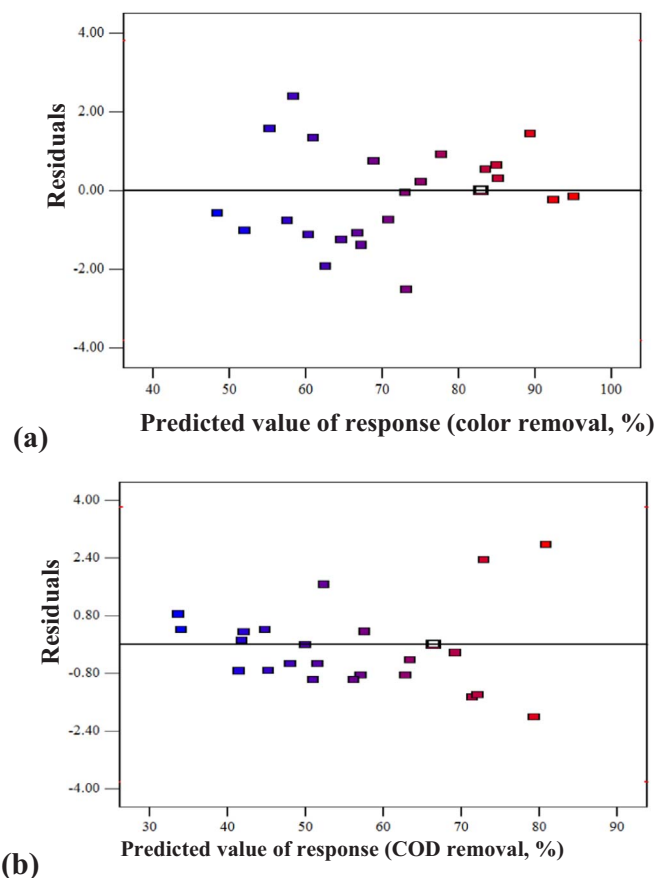 4.00
2.00
0.00
-2.00
-4.00
Residuals
40 50 60 70 80 90 100
Predicted value of response (color removal, %)
(a)
4.00
2.40
0.80
-0.80
-2.40
-4.00
Residuals
30 40 50 60 70 80 90
Predicted value of response (COD removal, %)
(b)